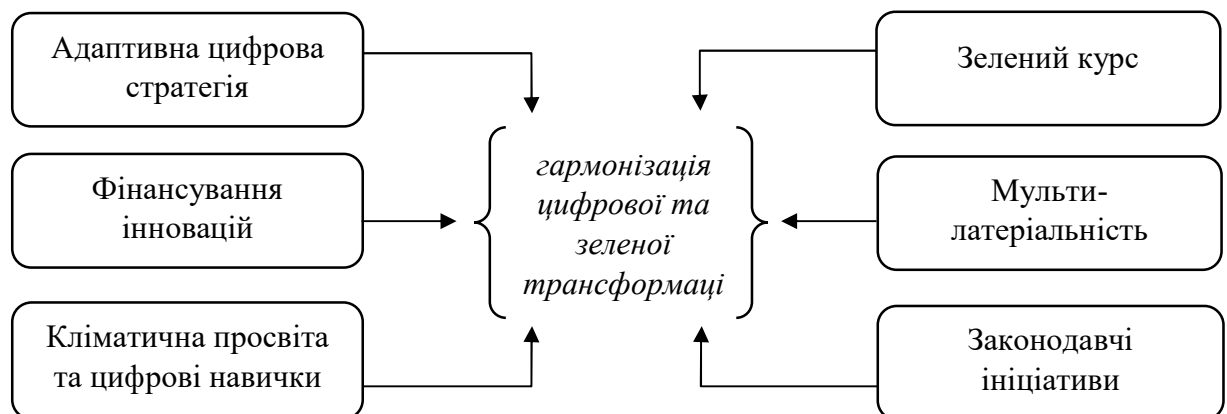 Адаптивна цифрова
стратегія
Фінансування
інновацій
Кліматична просвіта
та цифрові навички
гармонізація
цифрової та
зеленої
трансформаці
Зелений курс
Мульти-
латеріальність
Законодавчі
ініціативи